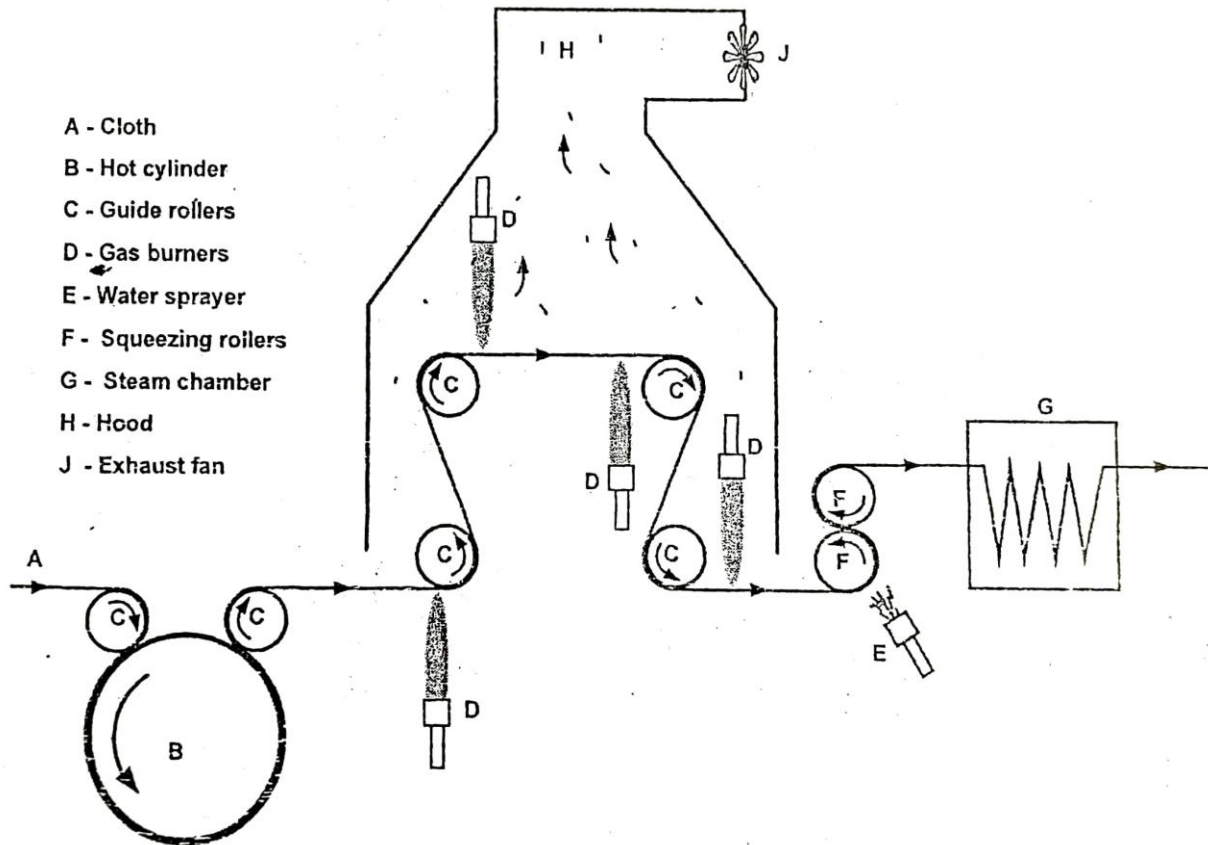 H
J
A - Cloth
B - Hot cylinder
C - Guide rollers
D - Gas burners
E - Water sprayer
F - Squeezing rollers
G - Steam chamber
H - Hood
J - Exhaust fan
D
C
C
G
D
D
F
A
C
C
F
C
C
E
D
B